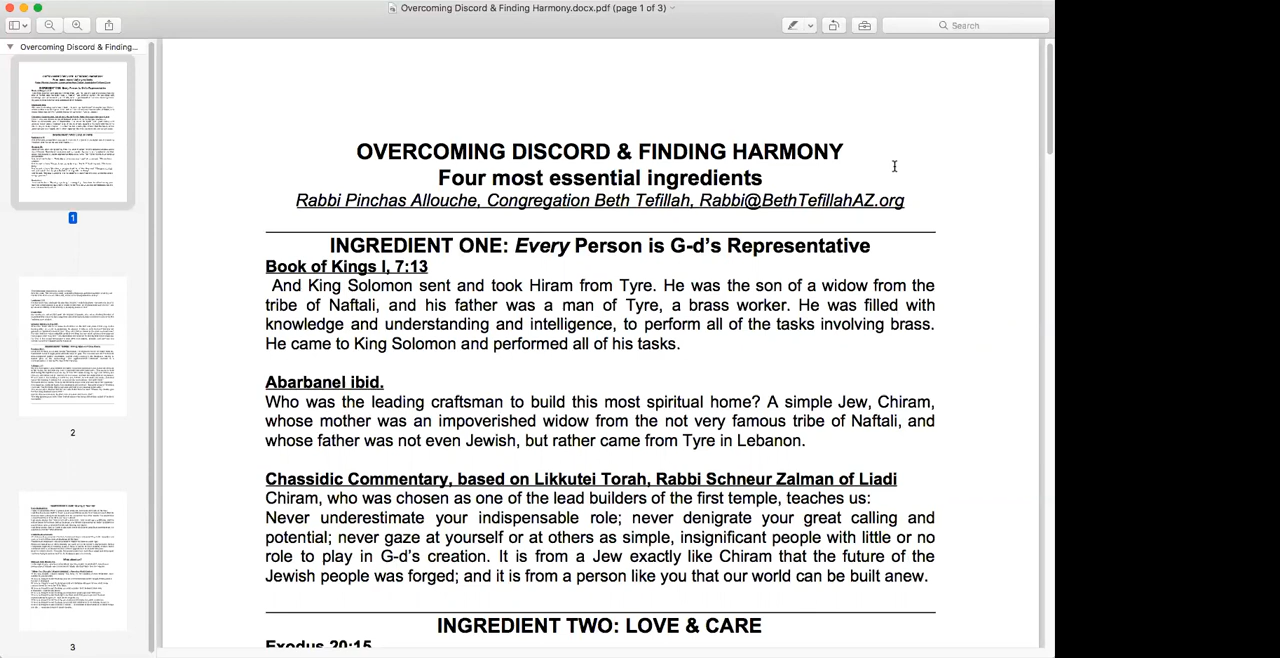 Overcoming Discord & Finding Harmony.docx.pdf (page 1 of 3)
Search
Overcoming Discord & Finding...
1
2
3
OVERCOMING DISCORD & FINDING HARMONY
Four most essential ingredients
Rabbi Pinchas Allouche, Congregation Beth Tefillah, Rabbi@BethTefillahAZ.org
INGREDIENT ONE: Every Person is G-d's Representative
Book of Kings I, 7:13
And King Solomon sent and took Hiram from Tyre. He was the son of a widow from the
tribe of Naftali, and his father was a man of Tyre, a brass worker. He was filled with
knowledge and understanding and intelligence, to perform all of the tasks involving brass.
He came to King Solomon and performed all of his tasks.
Abarbanel ibid.
Who was the leading craftsman to build this most spiritual home? A simple Jew, Chiram,
whose mother was an impoverished widow from the not very famous tribe of Naftali, and
whose father was not even Jewish, but rather came from Tyre in Lebanon.
Chassidic Commentary, based on Likkutei Torah, Rabbi Schneur Zalman of Liadi
Chiram, who was chosen as one of the lead builders of the first temple, teaches us:
Never underestimate your indispensable role; never denigrate your great calling and
potential; never gaze at yourself or at others as simple, insignificant people with little or no
role to play in G-d's creation. It is from a Jew exactly like Chiram that the future of the
Jewish people was forged; and it is from a person like you that our world can be built anew.
INGREDIENT TWO: LOVE & CARE
Exodus 20:15